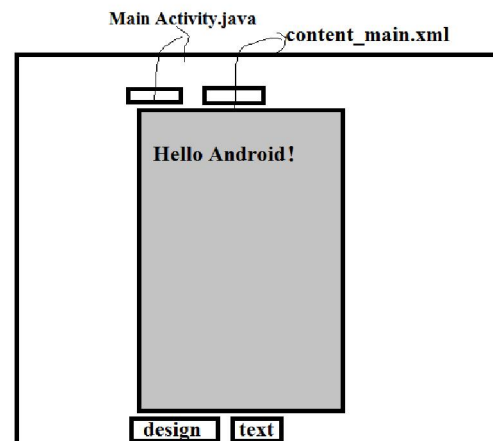 Main Activity.java
content_main.xml
Hello Android!
design
text